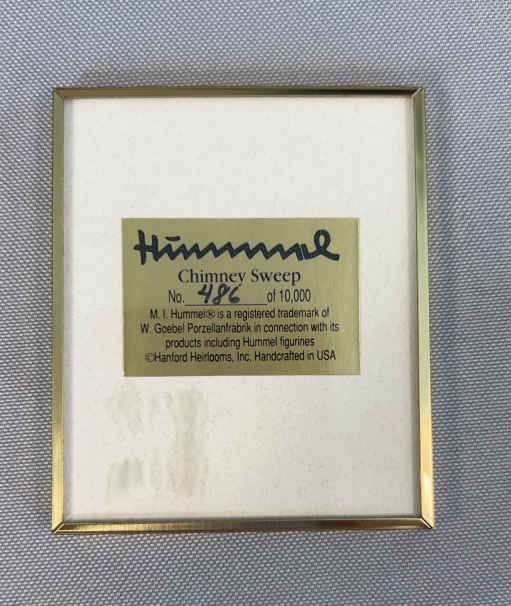 Hummel
Chimney Sweep
No. 486 of 10,000
M. I. Hummel® is a registered trademark of
W. Goebel Porzellanfrabrik in connection with its
products including Hummel figurines
©Hanford Heirlooms, Inc. Handcrafted in USA